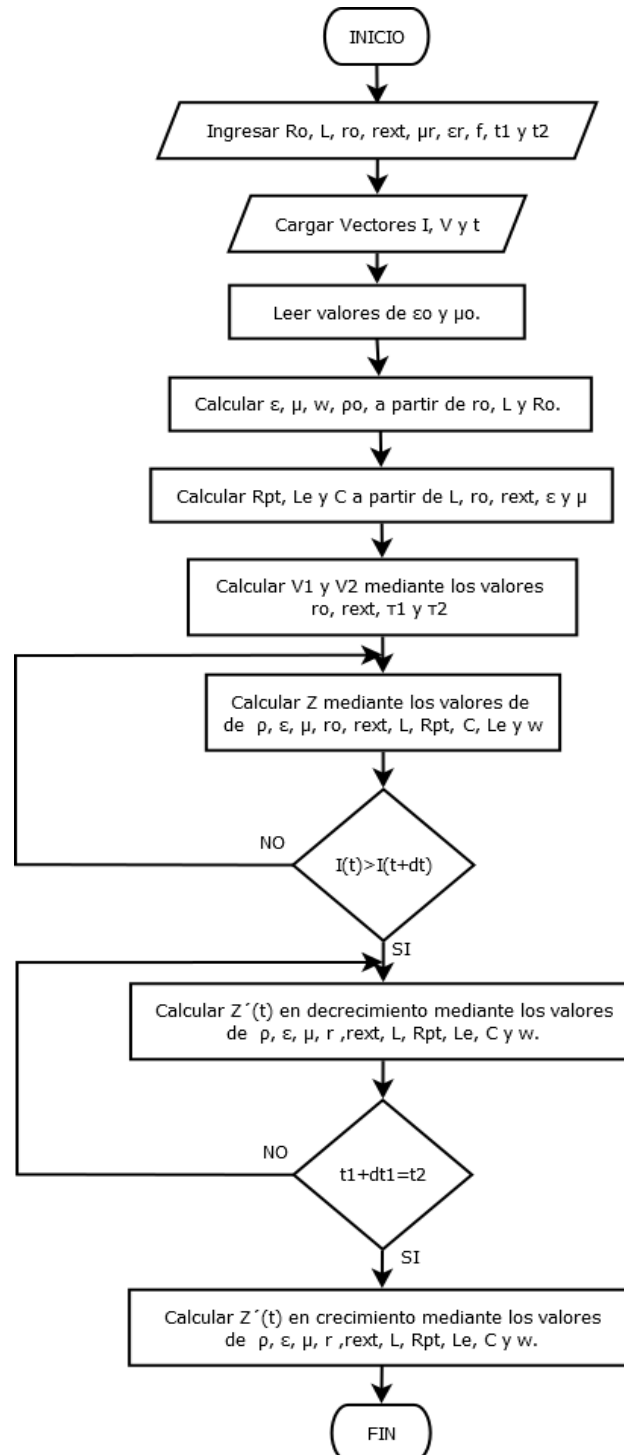 INICIO
Ingresar Ro, L, ro, rext, μr, εr, f, t1 y t2
Cargar Vectores I, V y t
Leer valores de εo y μo.
Calcular ε, μ, w, ρo, a partir de ro, L y Ro.
Calcular Rpt, Le y C a partir de L, ro, rext, ε y μ
Calcular V1 y V2 mediante los valores
ro, rext, τ1 y τ2
Calcular Z mediante los valores de
de ρ, ε, μ, ro, rext, L, Rpt, C, Le y w
NO
I(t)>I(t+dt)
SI
Calcular Z´(t) en decrecimiento mediante los valores
de ρ, ε, μ, r ,rext, L, Rpt, Le, C y w.
NO
t1+dt1=t2
SI
Calcular Z´(t) en crecimiento mediante los valores
de ρ, ε, μ, r ,rext, L, Rpt, Le, C y w.
FIN